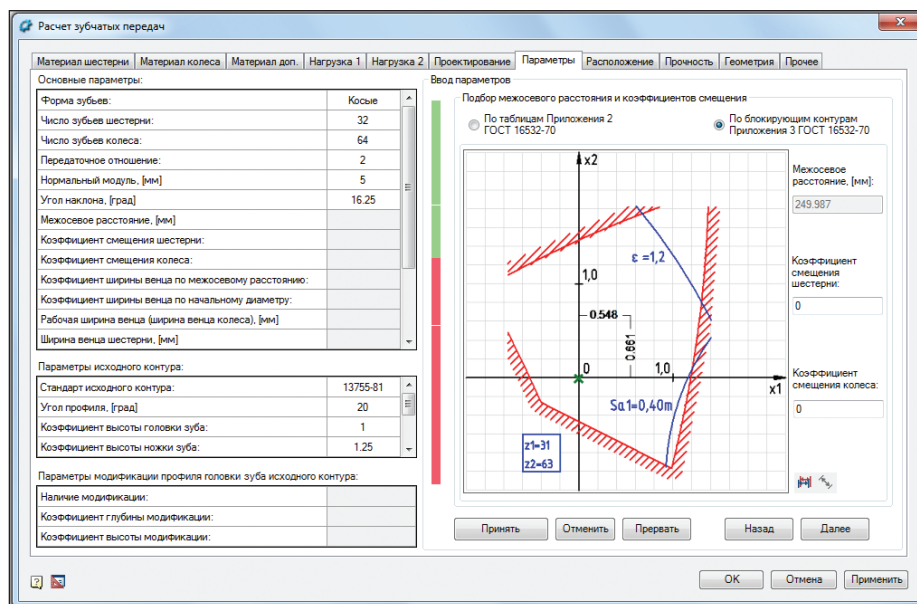 Расчет зубчатых передач
Материал шестерни Материал колеса Материал доп. Нагрузка 1 Нагрузка 2 Проектирование Параметры Расположение Прочность Геометрия Прочее
Основные параметры:
Форма зубьев: Косые
Число зубьев шестерни: 32
Число зубьев колеса: 64
Передаточное отношение: 2
Нормальный модуль, [мм] 5
Угол наклона, [град] 16.25
Межосевое расстояние, [мм]
Коэффициент смещения шестерни:
Коэффициент смещения колеса:
Коэффициент ширины венца по межосевому расстоянию:
Коэффициент ширины венца по начальному диаметру:
Рабочая ширина венца (ширина венца колеса), [мм]
Ширина венца шестерни, [мм]
Параметры исходного контура:
Стандарт исходного контура: 13755-81
Угол профиля, [град] 20
Коэффициент высоты головки зуба: 1
Коэффициент высоты ножки зуба: 1.25
Параметры модификации профиля головки зуба исходного контура:
Наличие модификации:
Коэффициент глубины модификации:
Коэффициент высоты модификации:
Ввод параметров
Подбор межосевого расстояния и коэффициентов смещения
По таблицам Приложения 2
ГОСТ 16532-70
По блокирующим контурам
Приложения 3 ГОСТ 16532-70
x2
ε =1,2
1,0
0.548
0.661
0
1,0
x1
Sa1=0,40m
z1=31
z2=63
Межосевое
расстояние, [мм]:
249.987
Коэффициент
смещения
шестерни:
0
Коэффициент
смещения колеса:
0
Принять Отменить Прервать Назад Далее
OK Отмена Применить